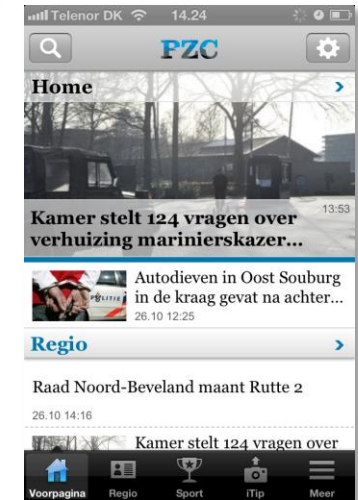 Telenor DK 14.24
PZC
Home
13:53
Kamer stelt 124 vragen over
verhuizing marinierskazer...
POLITIE
Autodieven in Oost Souburg
in de kraag gevat na achter...
26.10 12:25
Regio
Raad Noord-Beveland maant Rutte 2
26.10 14:16
Kamer stelt 124 vragen over
Voorpagina Regio Sport iTip Meer